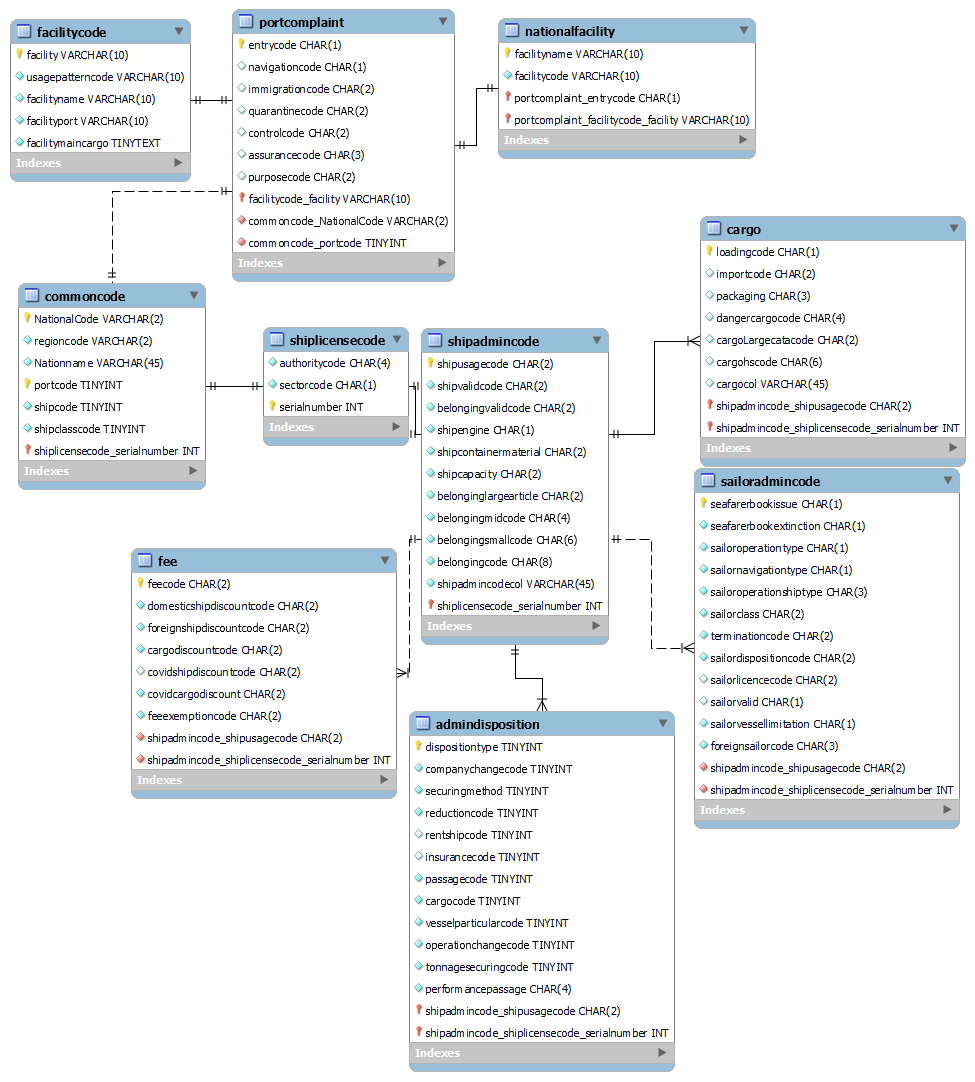 facilitycode
facility VARCHAR(10)
usagepatterncode VARCHAR(10)
facilityname VARCHAR(10)
facilityport VARCHAR(10)
facilitymaincargo TINYTEXT
Indexes
portcomplaint
entrycode CHAR(1)
navigationcode CHAR(1)
immigrationcode CHAR(2)
quarantinecode CHAR(2)
controlcode CHAR(2)
assurancecode CHAR(3)
purposecode CHAR(2)
facilitycode_facility VARCHAR(10)
commoncode_NationalCode VARCHAR(2)
commoncode_portcode TINYINT
Indexes
nationalfacility
facilityname VARCHAR(10)
facilitycode VARCHAR(10)
portcomplaint_entrycode CHAR(1)
portcomplaint_facilitycode_facility VARCHAR(10)
Indexes
commoncode
NationalCode VARCHAR(2)
regioncode VARCHAR(2)
Nationname VARCHAR(45)
portcode TINYINT
shipcode TINYINT
shipclasscode TINYINT
shiplicensecode_serialnumber INT
Indexes
shiplicensecode
authoritycode CHAR(4)
sectorcode CHAR(1)
serialnumber INT
Indexes
shipadmincode
shipusagecode CHAR(2)
shipvalidcode CHAR(2)
belongingvalidcode CHAR(2)
shipengine CHAR(1)
shipcontainermaterial CHAR(2)
shipcapacity CHAR(2)
belonginglargearticle CHAR(2)
belongingmidcode CHAR(4)
belongingsmallcode CHAR(6)
belongingcode CHAR(8)
shipadmincodecol VARCHAR(45)
shiplicensecode_serialnumber INT
Indexes
cargo
loadingcode CHAR(1)
importcode CHAR(2)
packaging CHAR(3)
dangercargocode CHAR(4)
cargoLargecatacode CHAR(2)
cargohscode CHAR(6)
cargocol VARCHAR(45)
shipadmincode_shipusagecode CHAR(2)
shipadmincode_shiplicensecode_serialnumber INT
Indexes
sailoradmincode
seafarerbookissue CHAR(1)
seafarerbookextinction CHAR(1)
sailoroperationtype CHAR(1)
sailornavigationtype CHAR(1)
sailoroperationshiptype CHAR(3)
sailorclass CHAR(2)
terminationcode CHAR(2)
sailordispositioncode CHAR(2)
sailorlicencecode CHAR(2)
sailorvalid CHAR(1)
sailorvessellimitation CHAR(1)
foreignsailorcode CHAR(3)
shipadmincode_shipusagecode CHAR(2)
shipadmincode_shiplicensecode_serialnumber INT
Indexes
fee
feecode CHAR(2)
domesticshipdiscountcode CHAR(2)
foreignshipdiscountcode CHAR(2)
cargodiscountcode CHAR(2)
covidshipdiscountcode CHAR(2)
covidcargodiscount CHAR(2)
feeexemptioncode CHAR(2)
shipadmincode_shipusagecode CHAR(2)
shipadmincode_shiplicensecode_serialnumber INT
Indexes
admindisposition
dispositiontype TINYINT
companychangecode TINYINT
securingmethod TINYINT
reductioncode TINYINT
rentshipcode TINYINT
insurancecode TINYINT
passagecode TINYINT
cargocode TINYINT
vesselparticularcode TINYINT
operationchangecode TINYINT
tonnagesecuringcode TINYINT
performancepassage CHAR(4)
shipadmincode_shipusagecode CHAR(2)
shipadmincode_shiplicensecode_serialnumber INT
Indexes